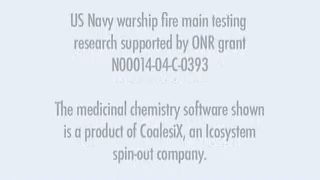 US Navy warship fire main testing
research supported by ONR grant
N00014-04-C-0393
The medicinal chemistry software shown
is a product of CoalesiX, an Icosystem
spin-out company.